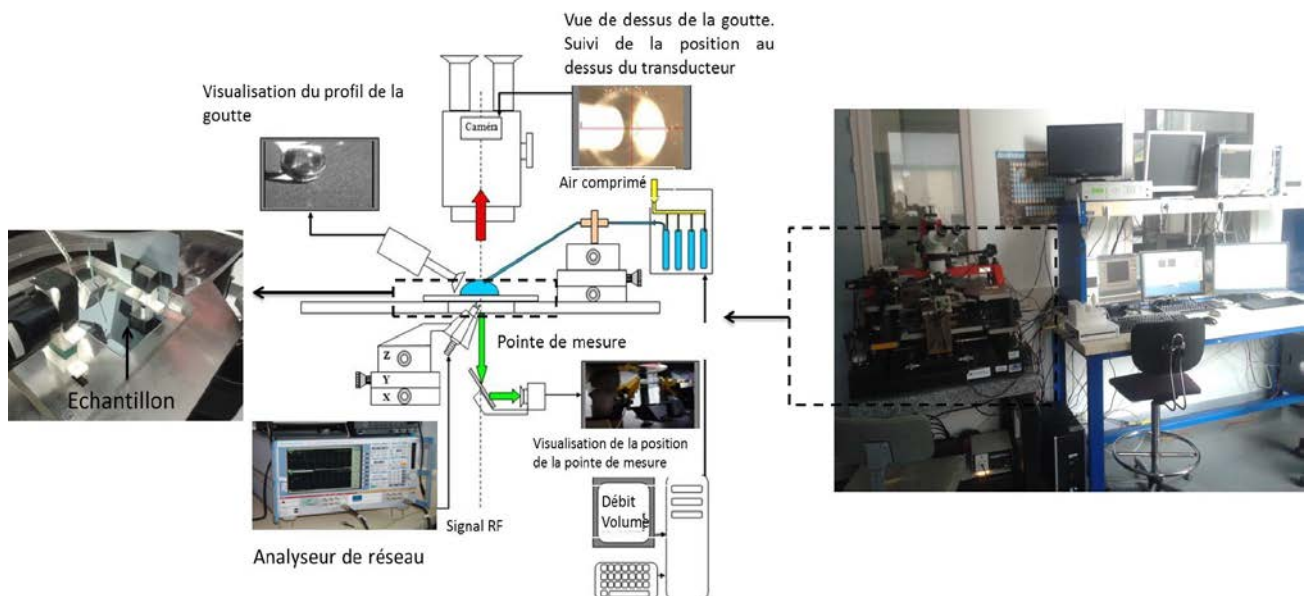 Vue de dessus de la goutte.
Suivi de la position au
dessus du transducteur
Visualisation du profil de la
goutte
Caméra
Air comprimé
Pointe de mesure
Z
Y
X
Echantillon
Visualisation de la position
de la pointe de mesure
Débit
Volume
Signal RF
Analyseur de réseau